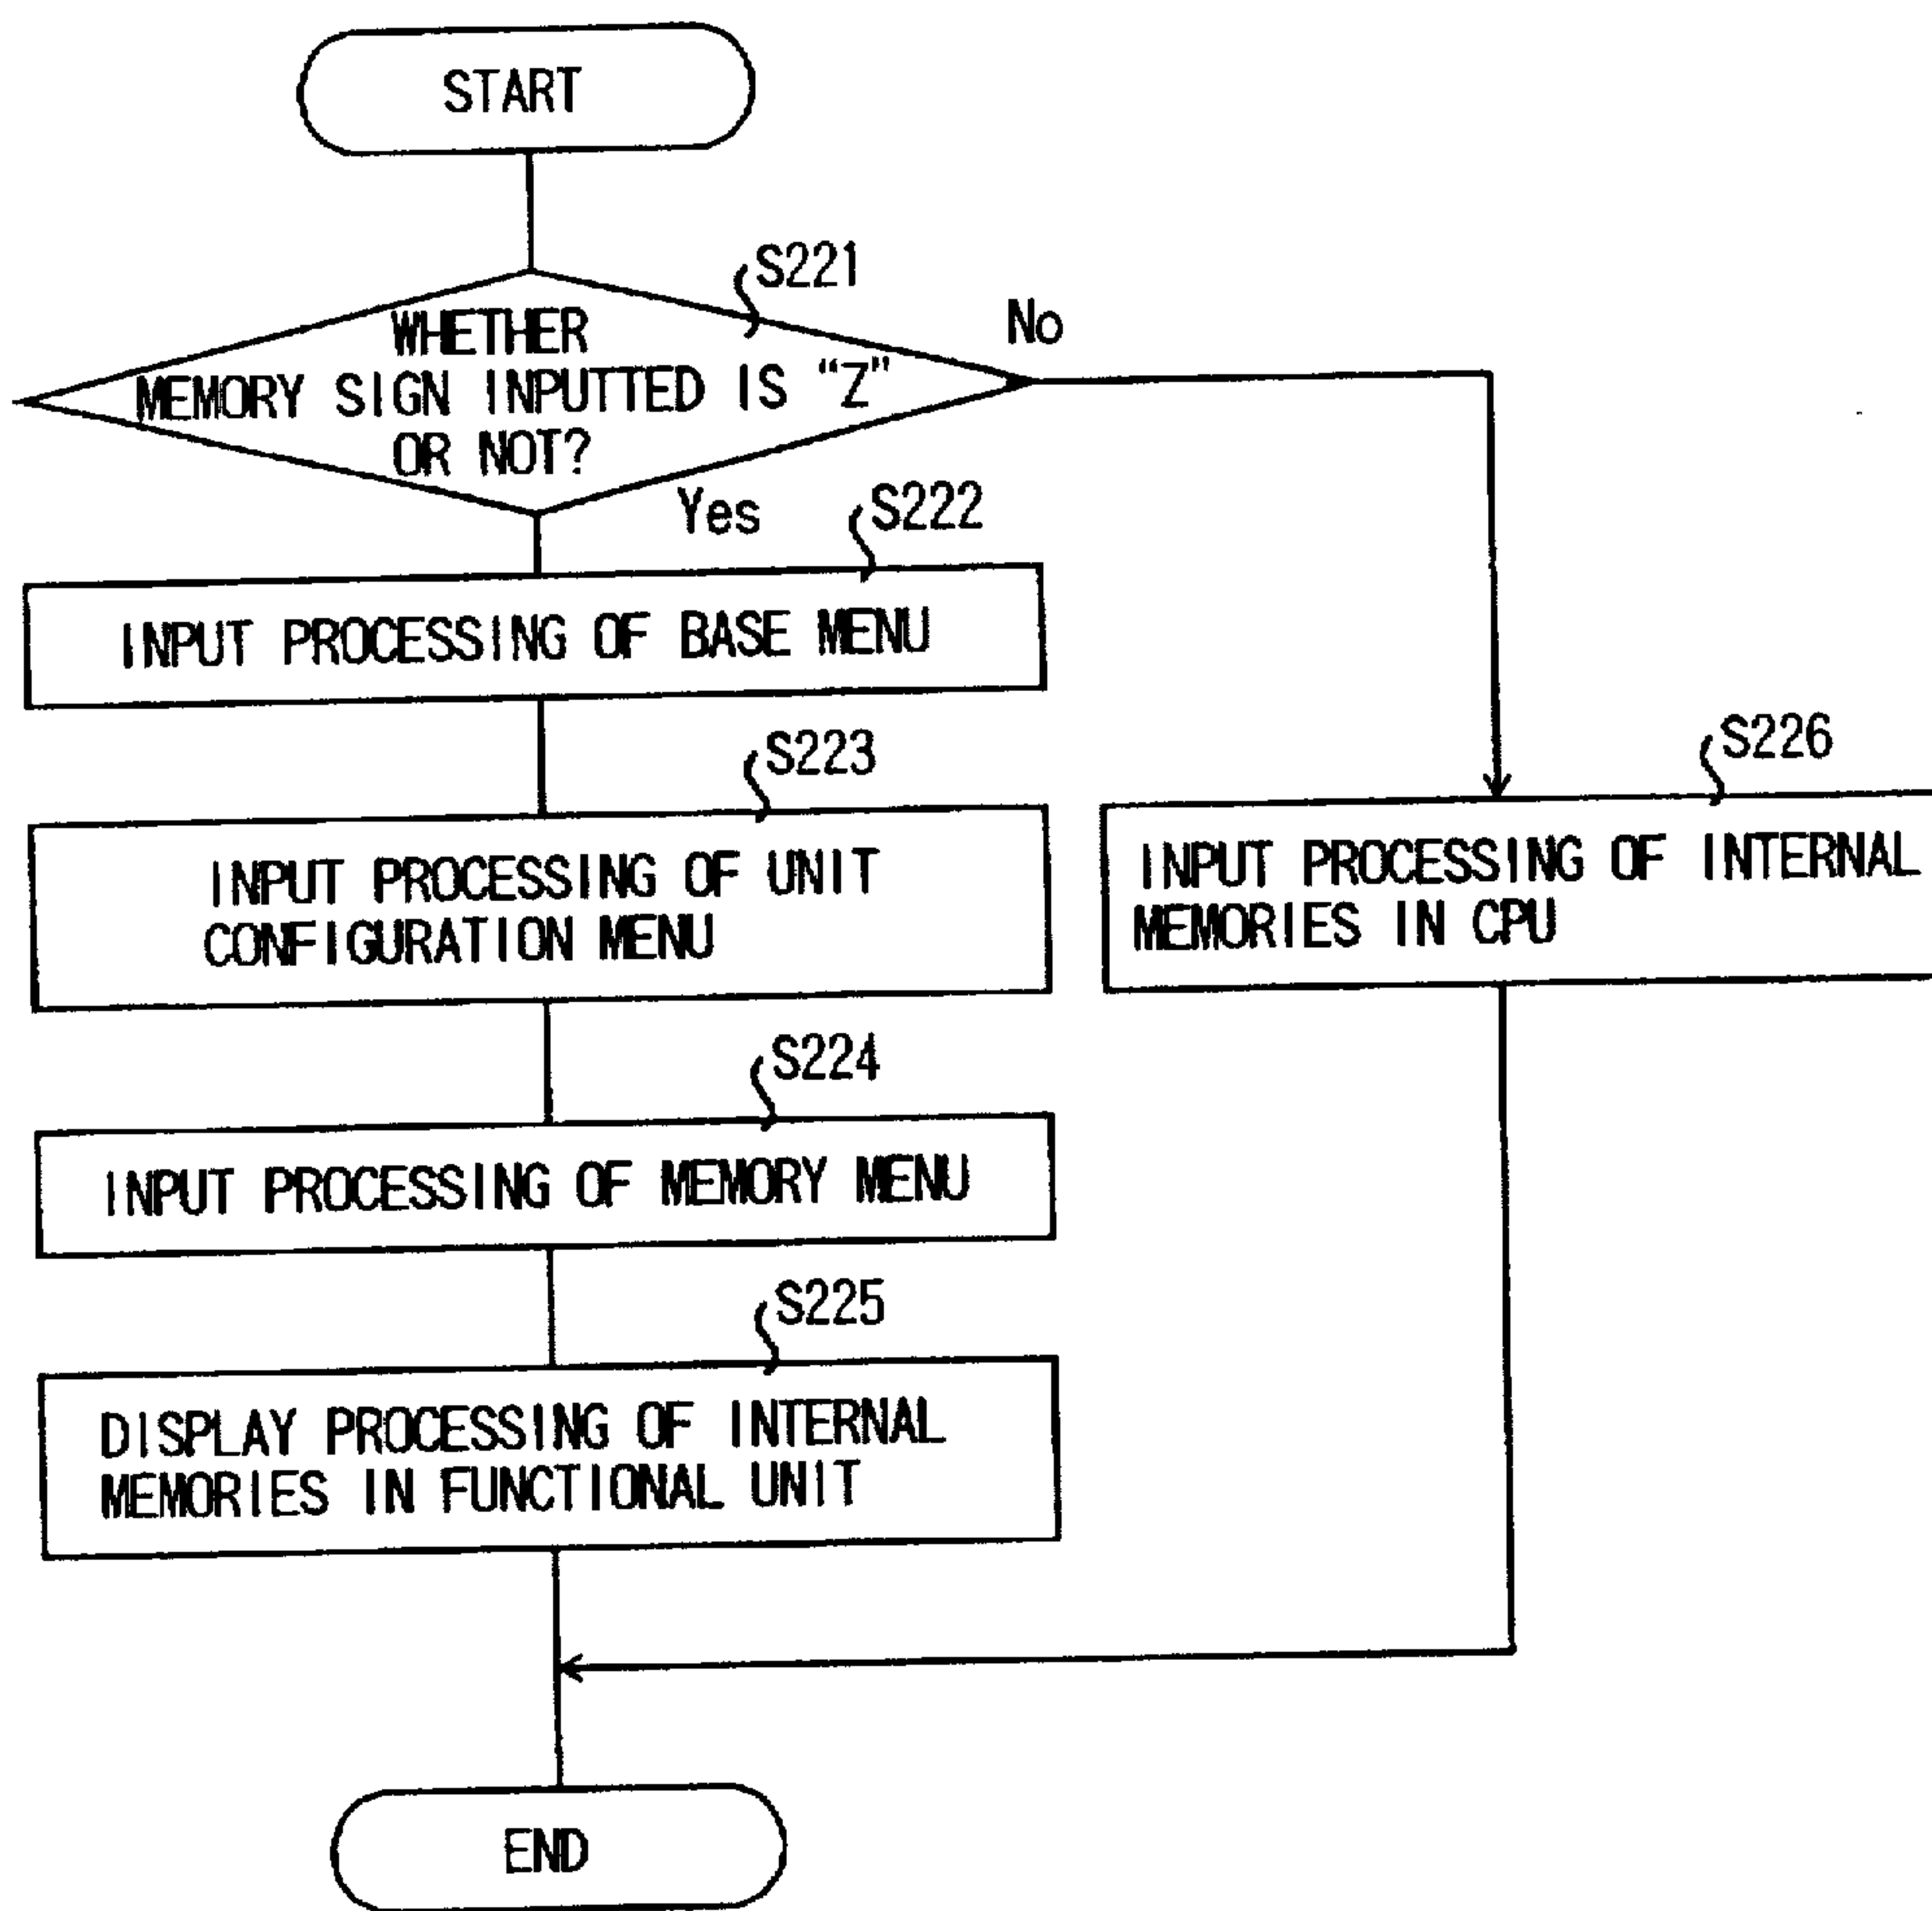 START
S221
No
WHETHER
MEMORY SIGN INPUTTED IS “Z”
OR NOT?
Yes
S222
INPUT PROCESSING OF BASE MENU
S223
INPUT PROCESSING OF UNIT
CONFIGURATION MENU
S226
INPUT PROCESSING OF INTERNAL
MEMORIES IN CPU
S224
INPUT PROCESSING OF MEMORY MENU
S225
DISPLAY PROCESSING OF INTERNAL
MEMORIES IN FUNCTIONAL UNIT
END